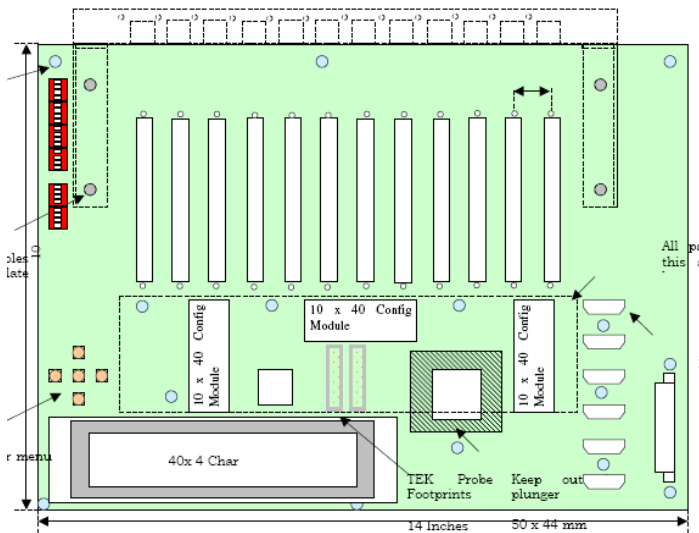 All pa
this a
oles
late
10
10 x 40 Config
Module
10 x 40 Config
Module
10 x 40 Config
Module
r menu
40x 4 Char
TEK Probe
Footprints
Keep out
plunger
14 Inches
50 x 44 mm